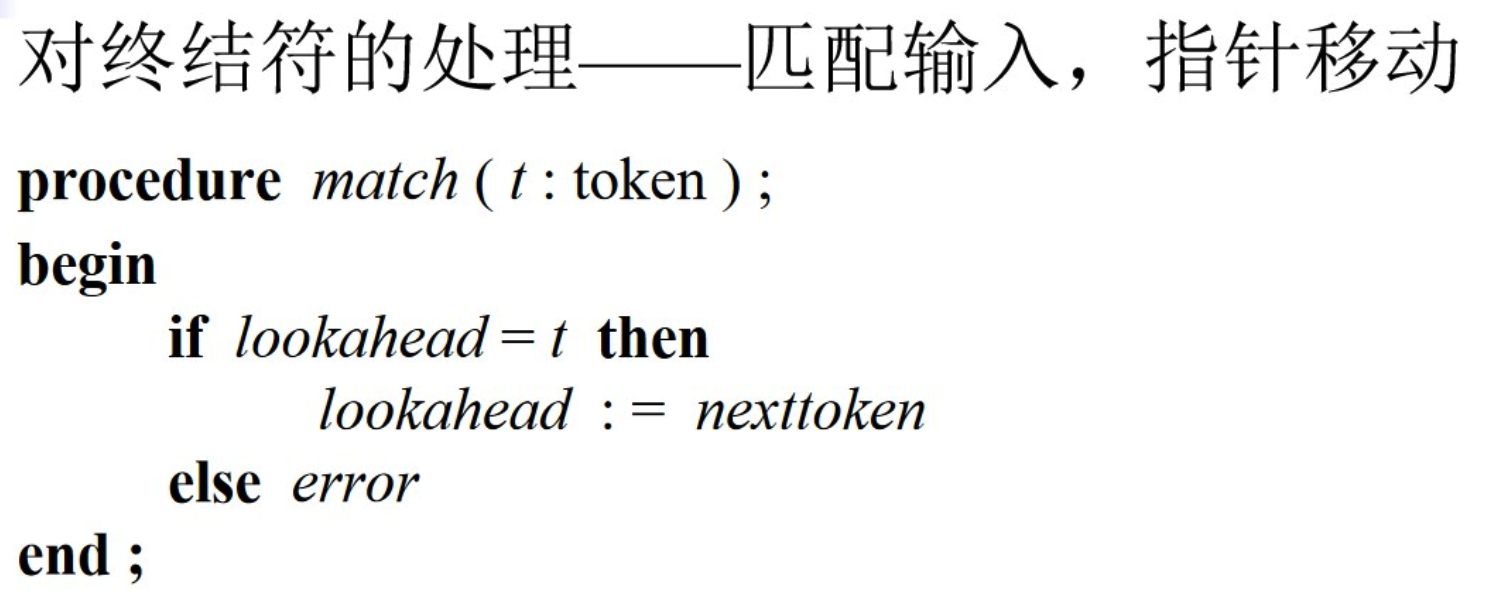 对终结符的处理——匹配输入，指针移动
procedure match ( t : token ) ;
begin
if lookahead = t then
lookahead : = nexttoken
else error
end ;